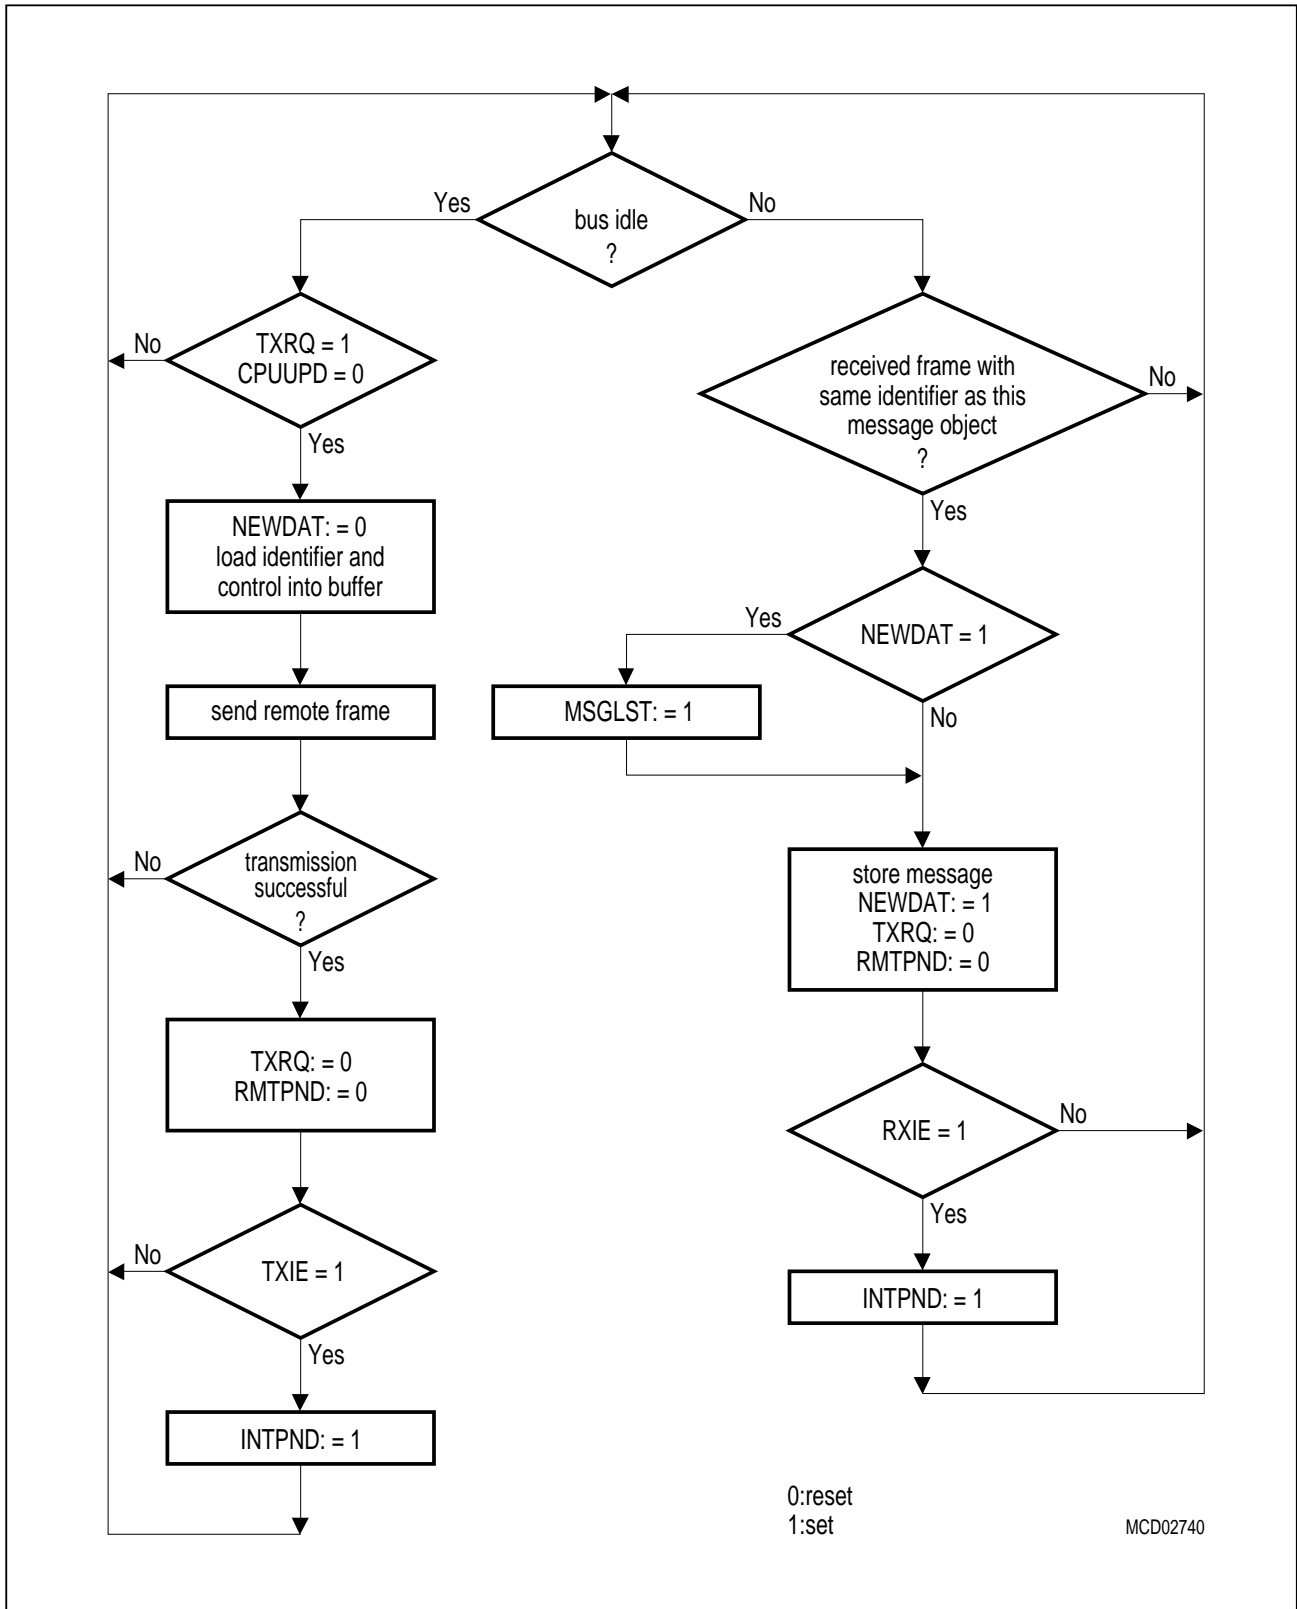 Yes
bus idle
?
No
No
TXRQ = 1
CPUUPD = 0
Yes
NEWDAT: = 0
load identifier and
control into buffer
send remote frame
No
transmission
successful
?
Yes
TXRQ: = 0
RMTPND: = 0
No
TXIE = 1
Yes
INTPND: = 1
received frame with
same identifier as this
message object
?
No
Yes
Yes
NEWDAT = 1
MSGLST: = 1
No
store message
NEWDAT: = 1
TXRQ: = 0
RMTPND: = 0
RXIE = 1
No
Yes
INTPND: = 1
0:reset
1:set
MCD02740